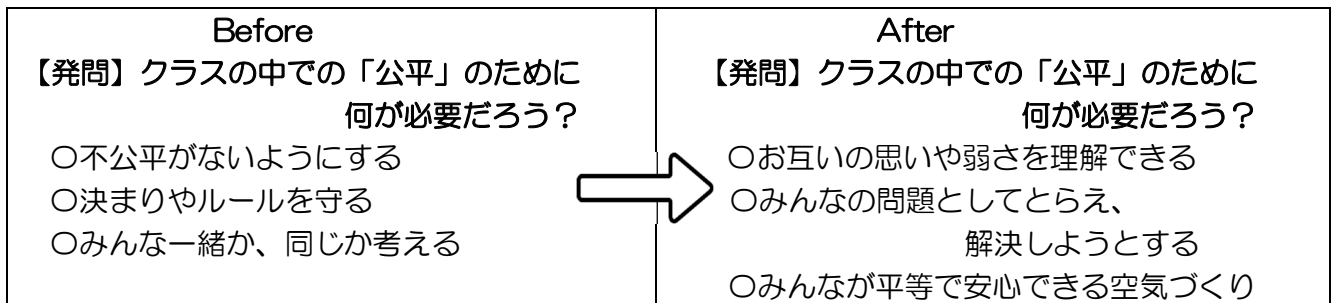 Before
【発問】クラスの中での「公平」のために
何が必要だろう？
○不公平がないようにする
○決まりやルールを守る
○みんな一緒か、同じか考える
After
【発問】クラスの中での「公平」のために
何が必要だろう？
○お互いの思いや弱さを理解できる
○みんなの問題としてとらえ、
解決しようとする
○みんなが平等で安心できる空気づくり